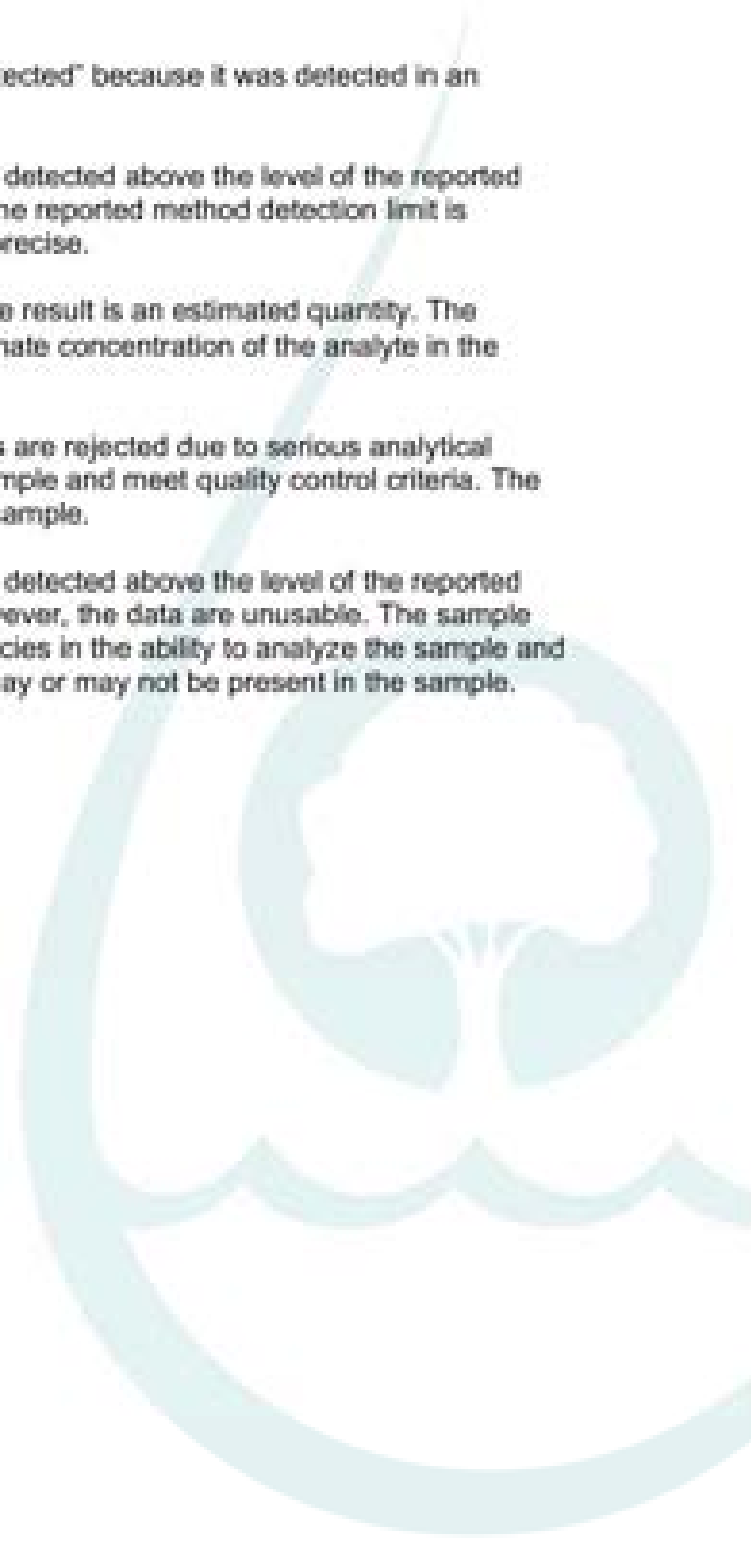 ected" because it was detected in an
detected above the level of the reported
he reported method detection limit is
recise.
e result is an estimated quantity. The
nate concentration of the analyte in the
s are rejected due to serious analytical
mple and meet quality control criteria. The
sample.
detected above the level of the reported
vever, the data are unusable. The sample
cies in the ability to analyze the sample and
ay or may not be present in the sample.